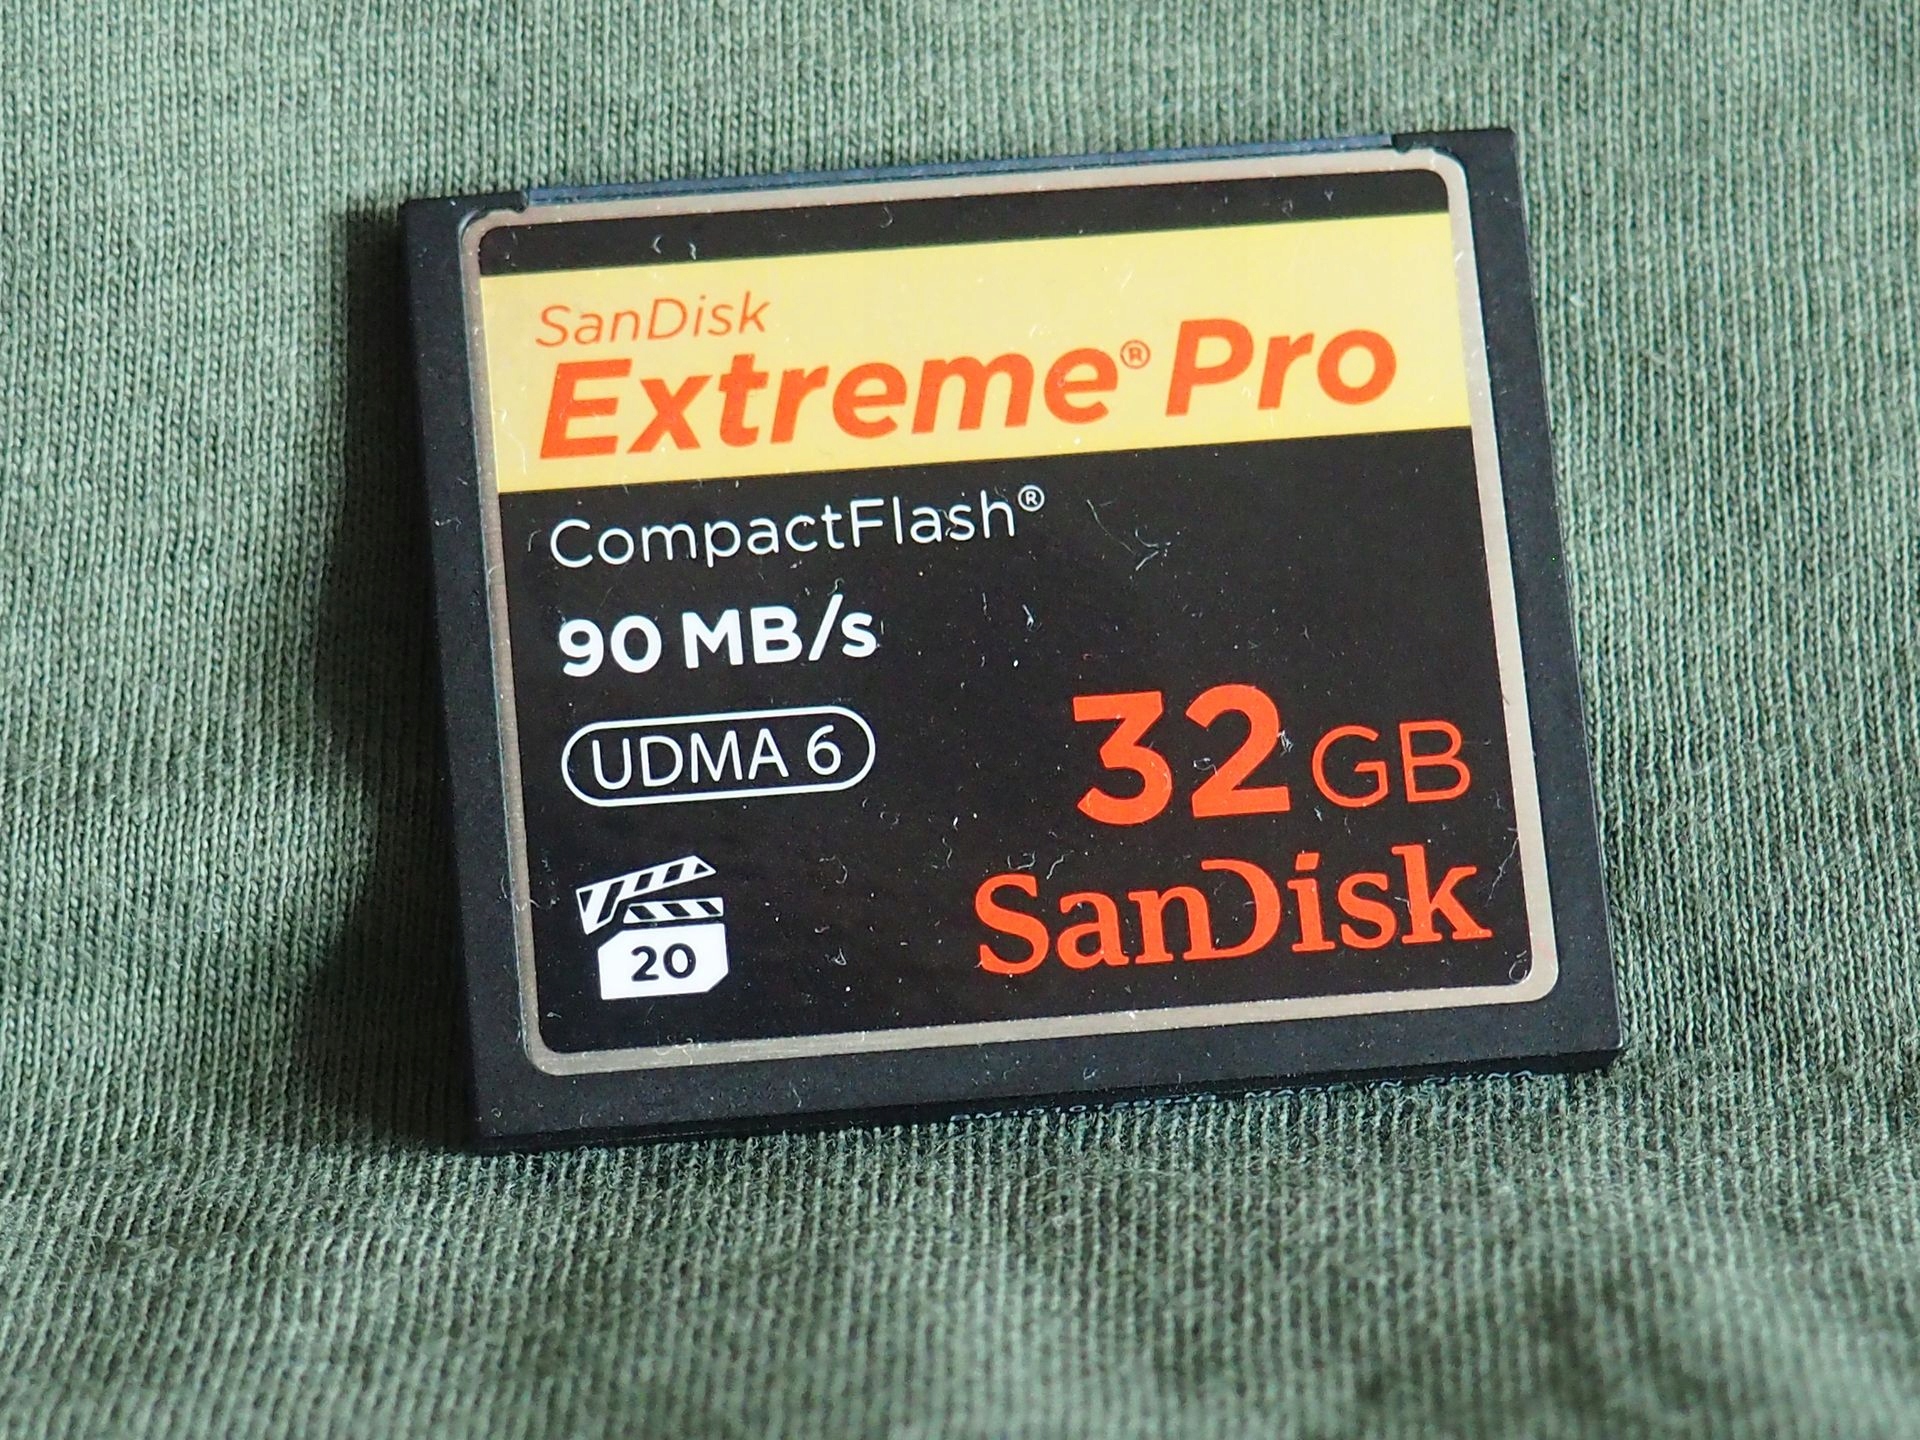 SanDisk
Extreme® Pro
CompactFlash®
90 MB/s
UDMA 6
32 GB
20
SanDisk